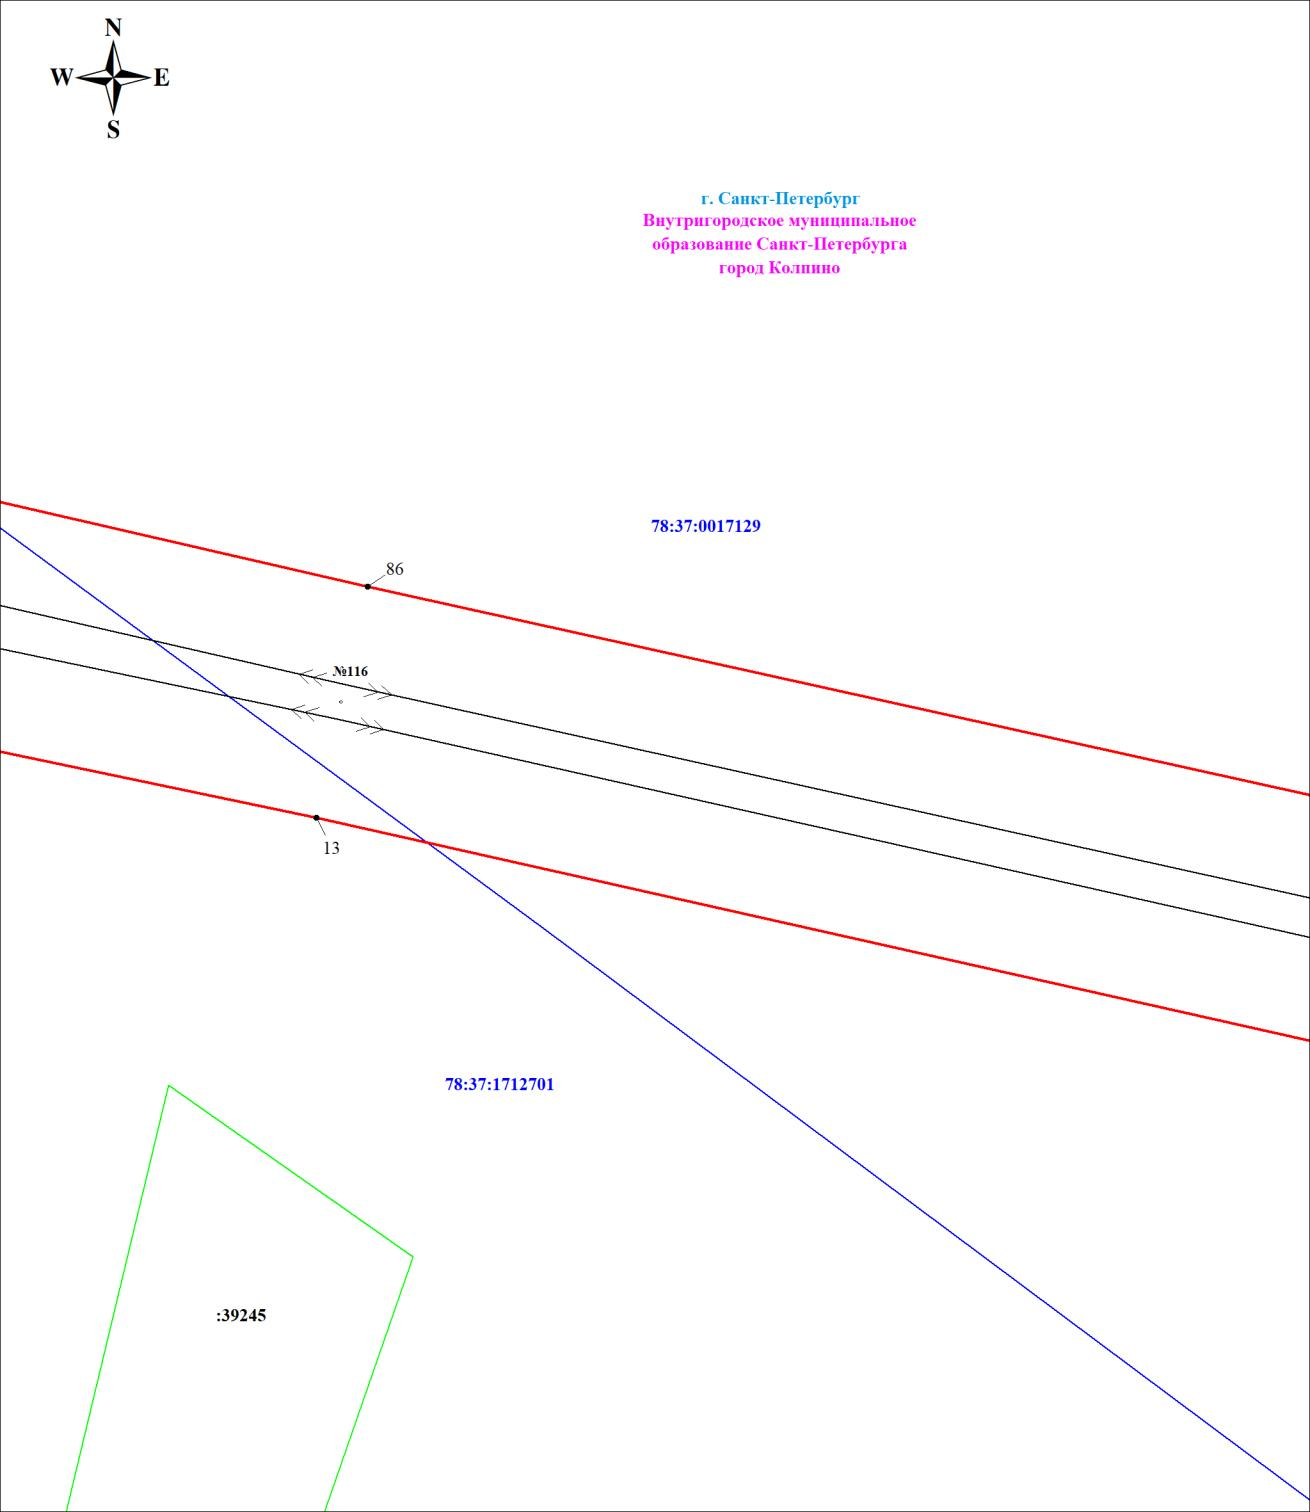 N
W E
S
г. Санкт-Петербург
Внутригородское муниципальное
образование Санкт-Петербурга
город Колпино
78:37:0017129
86
№116
13
78:37:1712701
:39245